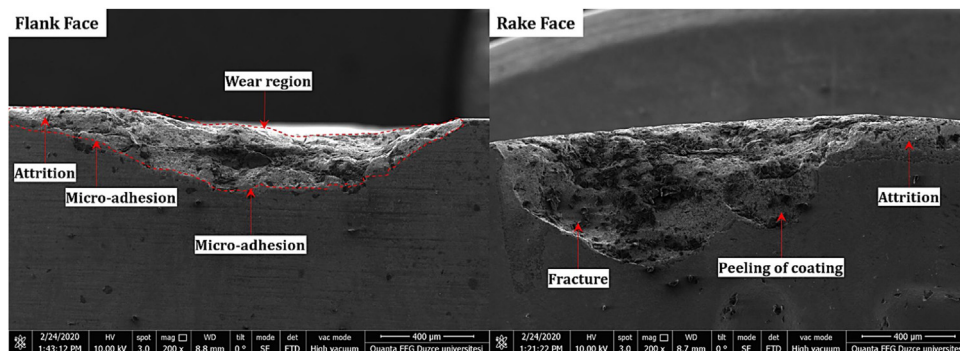 Flank Face
Wear region
Attrition
Micro-adhesion
Micro-adhesion
2/24/2020 HV spot mag WD tilt mode det vac mode 400 µm
1:43:12 PM 10.00 kV 3.0 200 x 8.8 mm 0 ° SE ETD High vacuum Quanta FEG Duzce universitesi
Rake Face
Attrition
Peeling of coating
Fracture
2/24/2020 HV spot mag WD tilt mode det vac mode 400 µm
1:21:22 PM 10.00 kV 3.0 200 x 8.7 mm 0 ° SE ETD High vacuum Quanta FEG Duzce universitesi